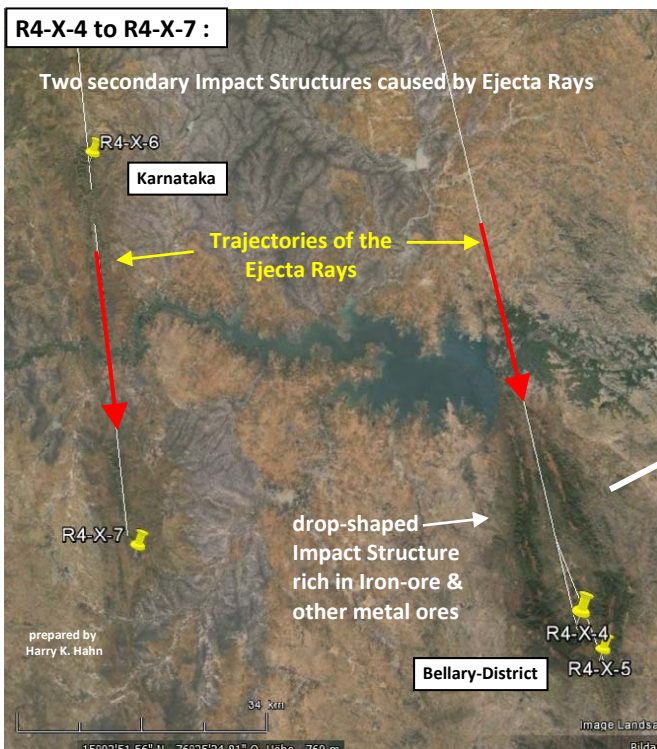 R4-X-4 to R4-X-7 :
Two secondary Impact Structures caused by Ejecta Rays
R4-X-6
Karnataka
Trajectories of the
Ejecta Rays
R4-X-7
drop-shaped
Impact Structure
rich in Iron-ore &
other metal ores
prepared by
Harry K. Hahn
R4-X-4
R4-X-5
Bellary-District
34 km
Image Landsa